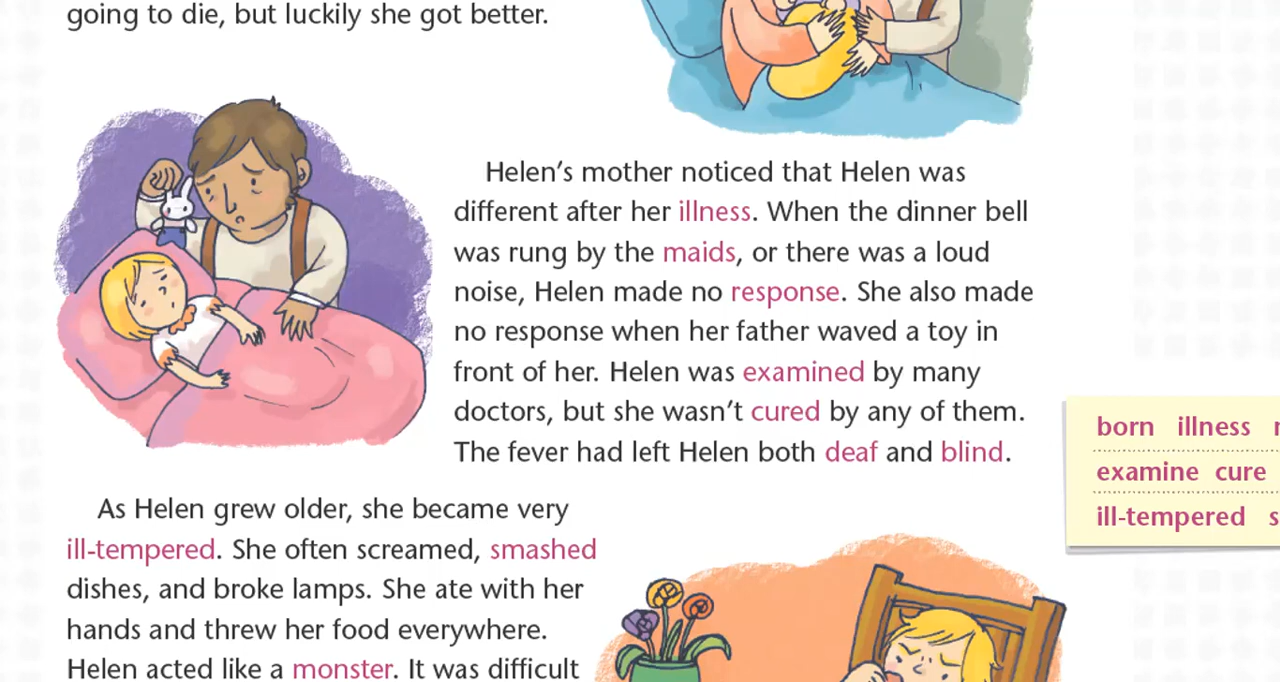 going to die, but luckily she got better.
Helen's mother noticed that Helen was
different after her illness. When the dinner bell
was rung by the maids, or there was a loud
noise, Helen made no response. She also made
no response when her father waved a toy in
front of her. Helen was examined by many
doctors, but she wasn't cured by any of them.
The fever had left Helen both deaf and blind.
As Helen grew older, she became very
ill-tempered. She often screamed, smashed
dishes, and broke lamps. She ate with her
hands and threw her food everywhere.
Helen acted like a monster. It was difficult
born illness
examine cure
ill-tempered